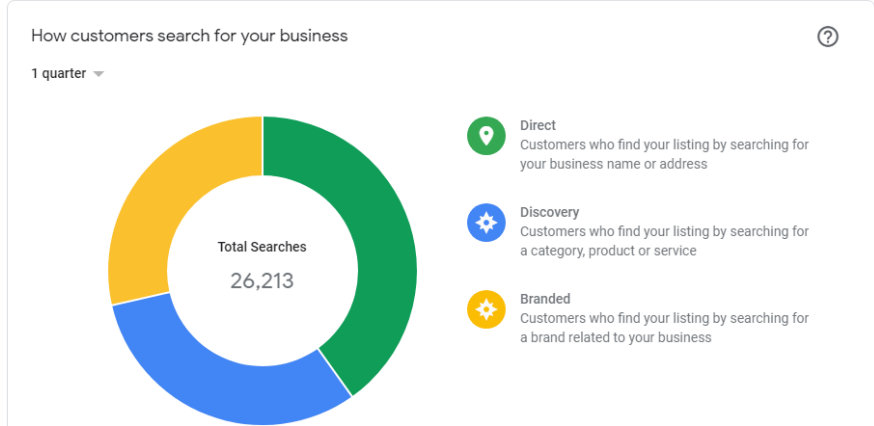 How customers search for your business
1 quarter
Total Searches
26,213
Direct
Customers who find your listing by searching for
your business name or address
Discovery
Customers who find your listing by searching for
a category, product or service
Branded
Customers who find your listing by searching for
a brand related to your business